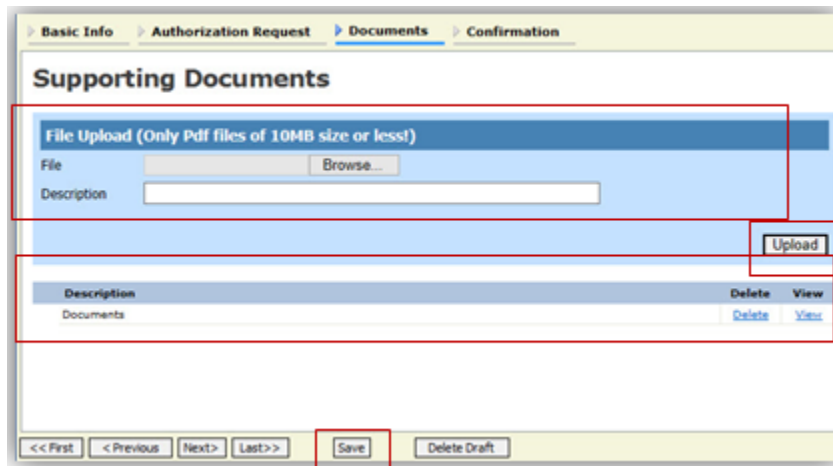 Basic Info Authorization Request Documents Confirmation
Supporting Documents
File Upload (Only Pdf files of 10MB size or less!)
File Browse...
Description
Upload
Description Delete View
Documents Delete View
<< First < Previous Next> Last>> Save Delete Draft